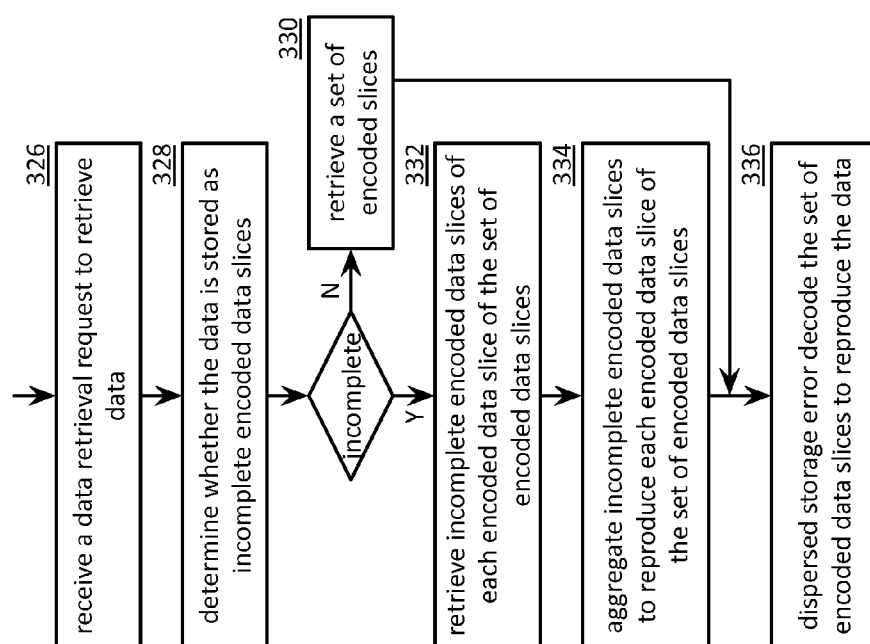 326
receive a data retrieval request to retrieve
data
328
determine whether the data is stored as
incomplete encoded data slices
incomplete
N
Y
330
retrieve a set of
encoded slices
332
retrieve incomplete encoded data slices of
each encoded data slice of the set of
encoded data slices
334
aggregate incomplete encoded data slices
to reproduce each encoded data slice of
the set of encoded data slices
336
dispersed storage error decode the set of
encoded data slices to reproduce the data